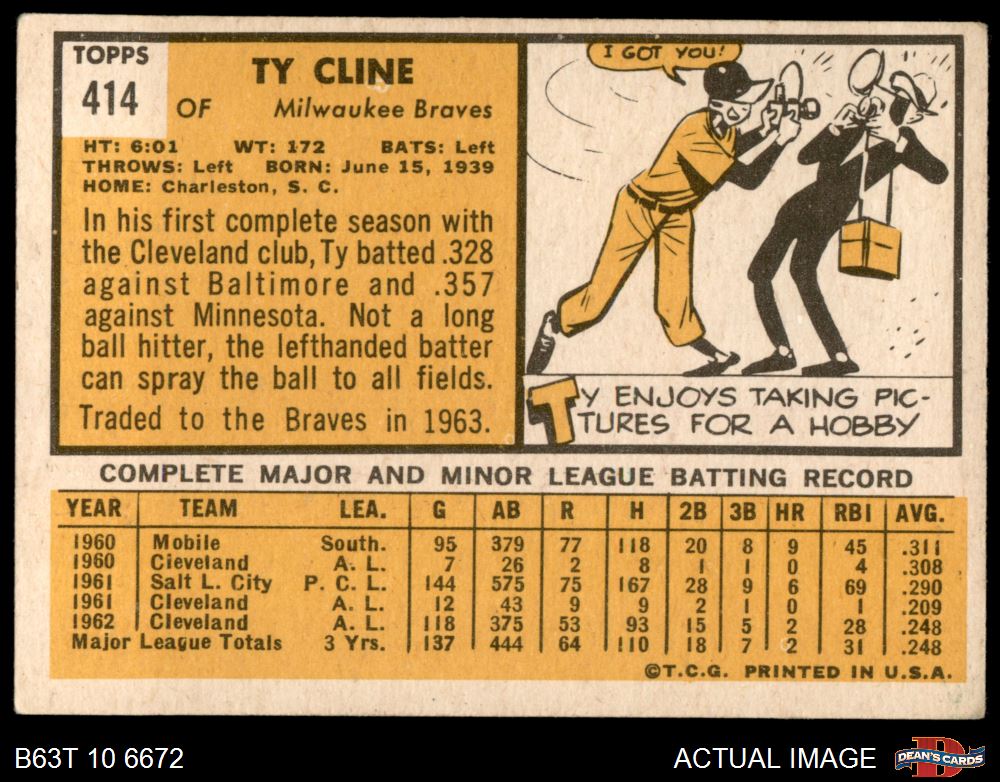 TOPPS
414
TY CLINE
OF Milwaukee Braves
HT: 6:01 WT: 172 BATS: Left
THROWS: Left BORN: June 15, 1939
HOME: Charleston, S. C.
In his first complete season with
the Cleveland club, Ty batted .328
against Baltimore and .357
against Minnesota. Not a long
ball hitter, the lefthanded batter
can spray the ball to all fields.
Traded to the Braves in 1963.
I GOT YOU!
TY ENJOYS TAKING PIC-
TURES FOR A HOBBY
COMPLETE MAJOR AND MINOR LEAGUE BATTING RECORD
YEAR TEAM LEA. G AB R H 2B 3B HR RBI AVG.
1960 Mobile South. 95 379 77 118 20 8 9 45 .311
1960 Cleveland A. L. 7 26 2 8 1 1 0 4 .308
1961 Salt L. City P. C. L. 144 575 75 167 28 9 6 69 .290
1961 Cleveland A. L. 12 43 9 9 2 1 0 1 .209
1962 Cleveland A. L. 118 375 53 93 15 5 2 28 .248
Major League Totals 3 Yrs. 137 444 64 110 18 7 2 31 .248
©T.C.G. PRINTED IN U.S.A.
B63T 10 6672
ACTUAL IMAGE
D
DEAN'S CARDS